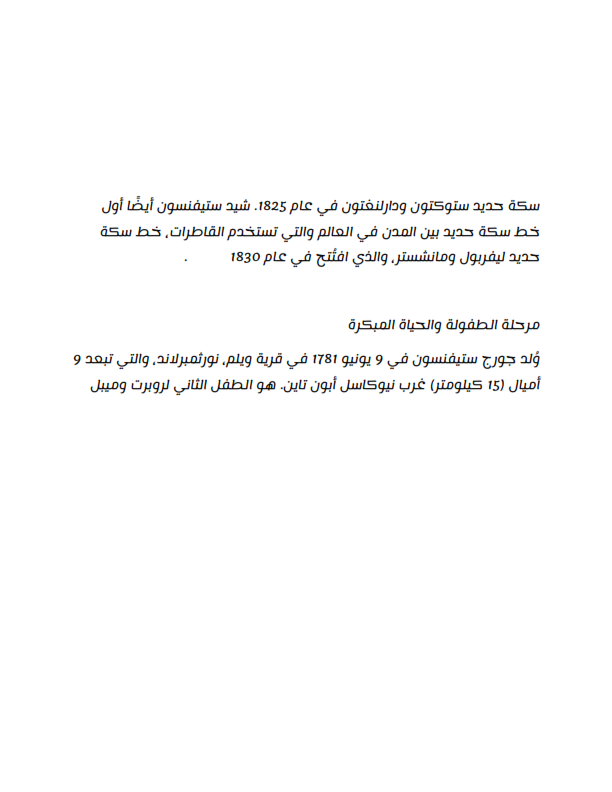 سكة حديد ستوكتون ودارلنغتون في عام 1825. شيد ستيفنسون أيضًا أول
خط سكة حديد بين المدن في العالم والتي تستخدم القاطرات، خط سكة
حديد ليفربول ومانشستر، والذي افتُتح في عام 1830 .
مرحلة الطفولة والحياة المبكرة
وُلد جورج ستيفنسون في 9 يونيو 1781 في قرية ويلم، نورثمبرلاند، والتي تبعد 9
أميال (15 كيلومتر) غرب نيوكاسل أبون تاين. هو الطفل الثاني لروبرت وميبل